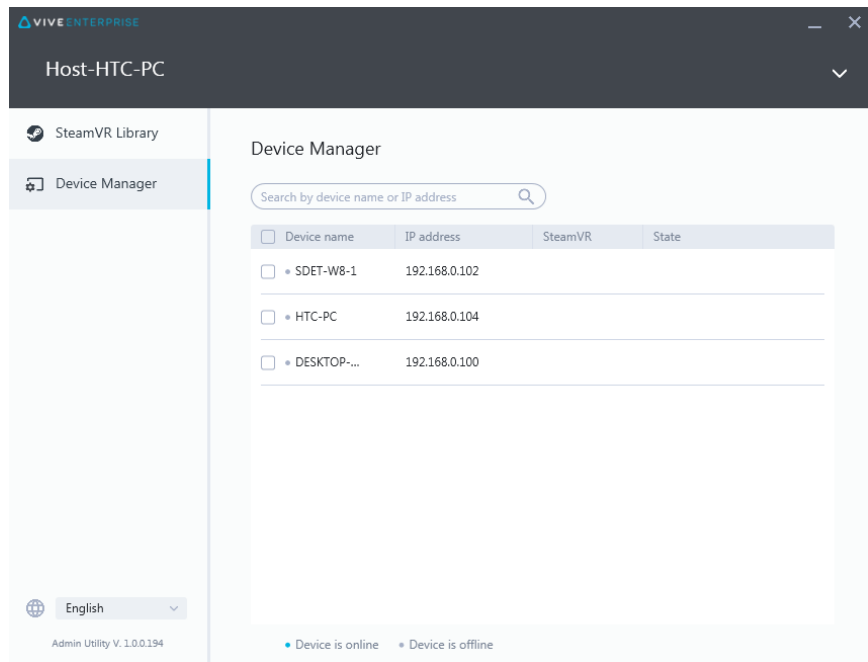 VIVE ENTERPRISE
Host-HTC-PC
SteamVR Library
Device Manager
Device Manager
Search by device name or IP address
Device name IP address SteamVR State
SDET-W8-1 192.168.0.102
HTC-PC 192.168.0.104
DESKTOP-... 192.168.0.100
English
Admin Utility V. 1.0.0.194
Device is online Device is offline